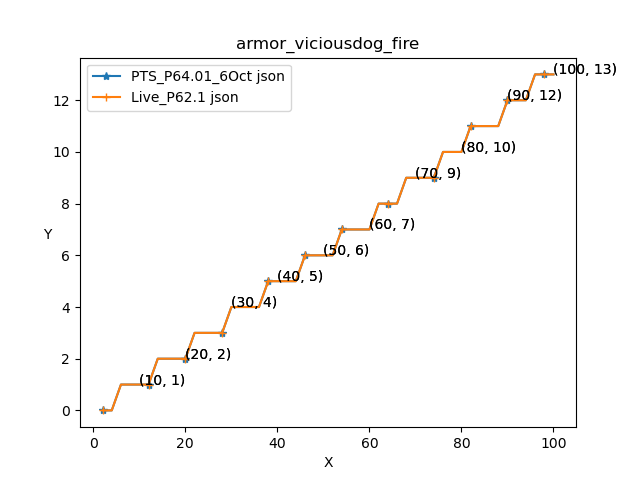 armor_viciousdog_fire
PTS_P64.01_6Oct json
Live_P62.1 json
(100, 13)
(90, 12)
(80, 10)
(70, 9)
(60, 7)
(50, 6)
(40, 5)
(30, 4)
(20, 2)
(10, 1)
Y
12
10
8
6
4
2
0
0 20 40 60 80 100
X